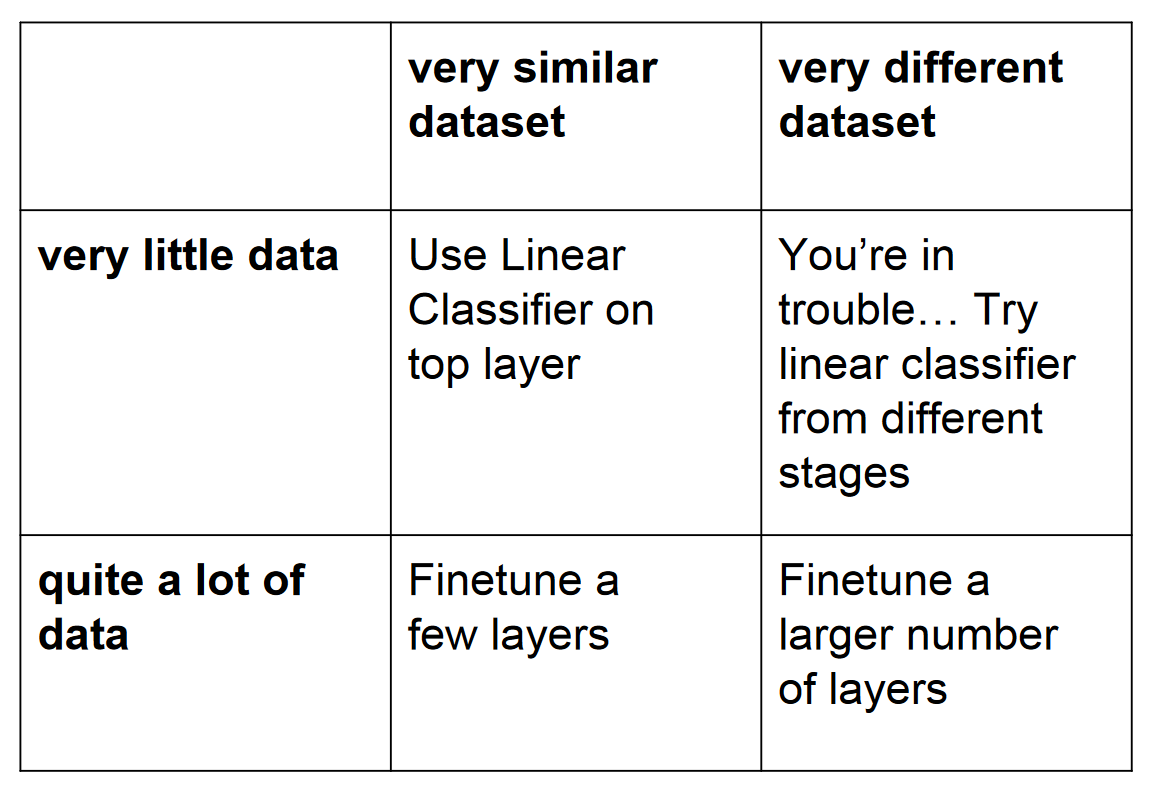 very similar
dataset
very different
dataset
very little data
Use Linear
Classifier on
top layer
You’re in
trouble… Try
linear classifier
from different
stages
quite a lot of
data
Finetune a
few layers
Finetune a
larger number
of layers